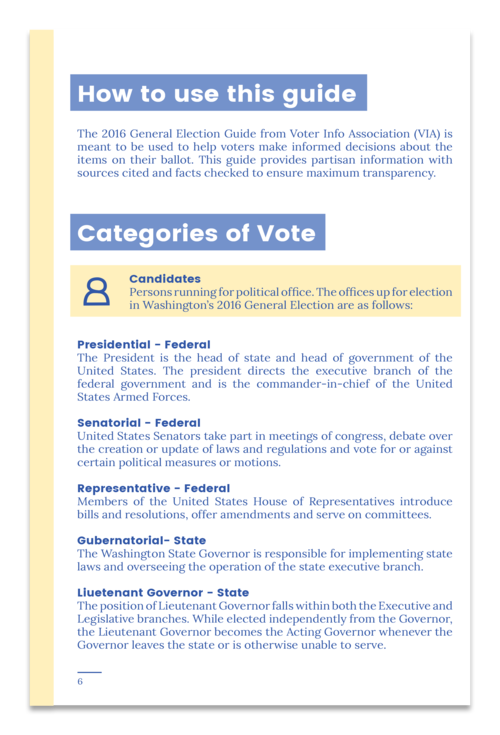 How to use this guide
The 2016 General Election Guide from Voter Info Association (VIA) is
meant to be used to help voters make informed decisions about the
items on their ballot. This guide provides partisan information with
sources cited and facts checked to ensure maximum transparency.
Categories of Vote
Candidates
Persons running for political office. The offices up for election
in Washington's 2016 General Election are as follows:
Presidential - Federal
The President is the head of state and head of government of the
United States. The president directs the executive branch of the
federal government and is the commander-in-chief of the United
States Armed Forces.
Senatorial - Federal
United States Senators take part in meetings of congress, debate over
the creation or update of laws and regulations and vote for or against
certain political measures or motions.
Representative - Federal
Members of the United States House of Representatives introduce
bills and resolutions, offer amendments and serve on committees.
Gubernatorial- State
The Washington State Governor is responsible for implementing state
laws and overseeing the operation of the state executive branch.
Liuetenant Governor - State
The position of Lieutenant Governor falls within both the Executive and
Legislative branches. While elected independently from the Governor,
the Lieutenant Governor becomes the Acting Governor whenever the
Governor leaves the state or is otherwise unable to serve.
6